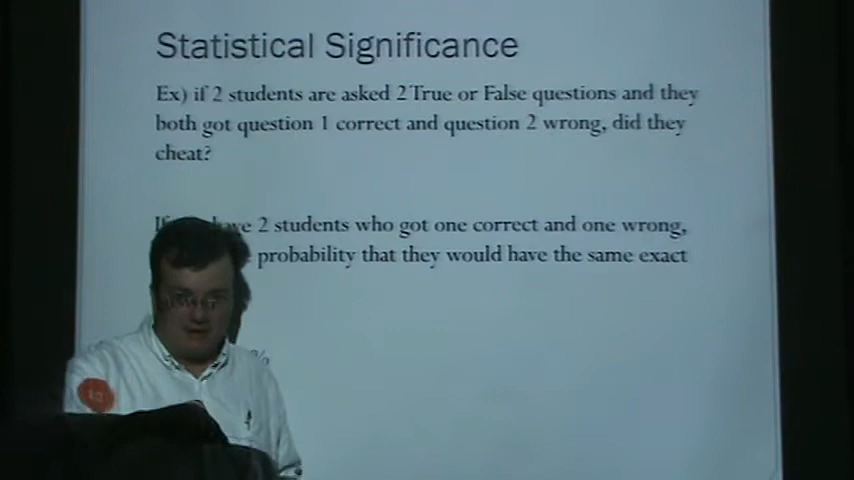 Statistical Significance
Ex) if 2 students are asked 2 True or False questions and they
both got question 1 correct and question 2 wrong, did they
cheat?
If have 2 students who got one correct and one wrong,
probability that they would have the same exact
%